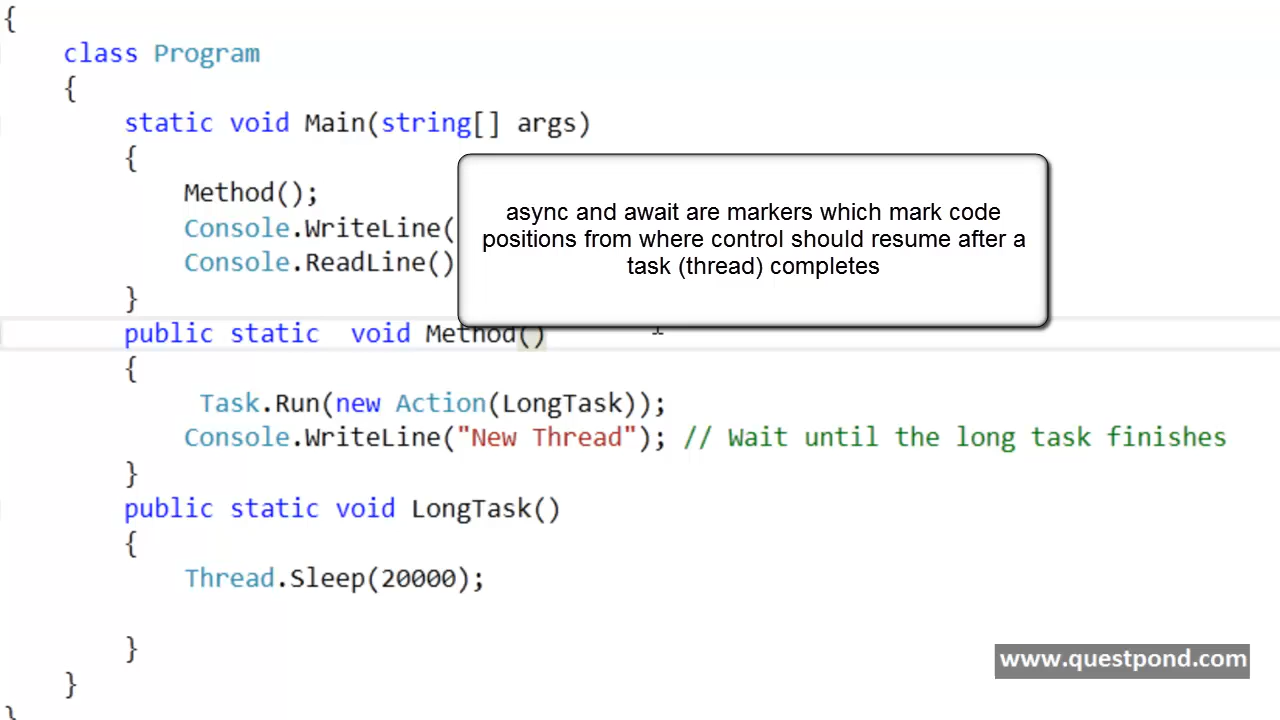 {
class Program
{
static void Main(string[] args)
{
Method();
Console.WriteLine(
Console.ReadLine()
async and await are markers which mark code
positions from where control should resume after a
task (thread) completes
}
public static  void Method()
{
Task.Run(new Action(LongTask));
Console.WriteLine("New Thread"); // Wait until the long task finishes
}
public static void LongTask()
{
Thread.Sleep(20000);
}
www.questpond.com
}
}